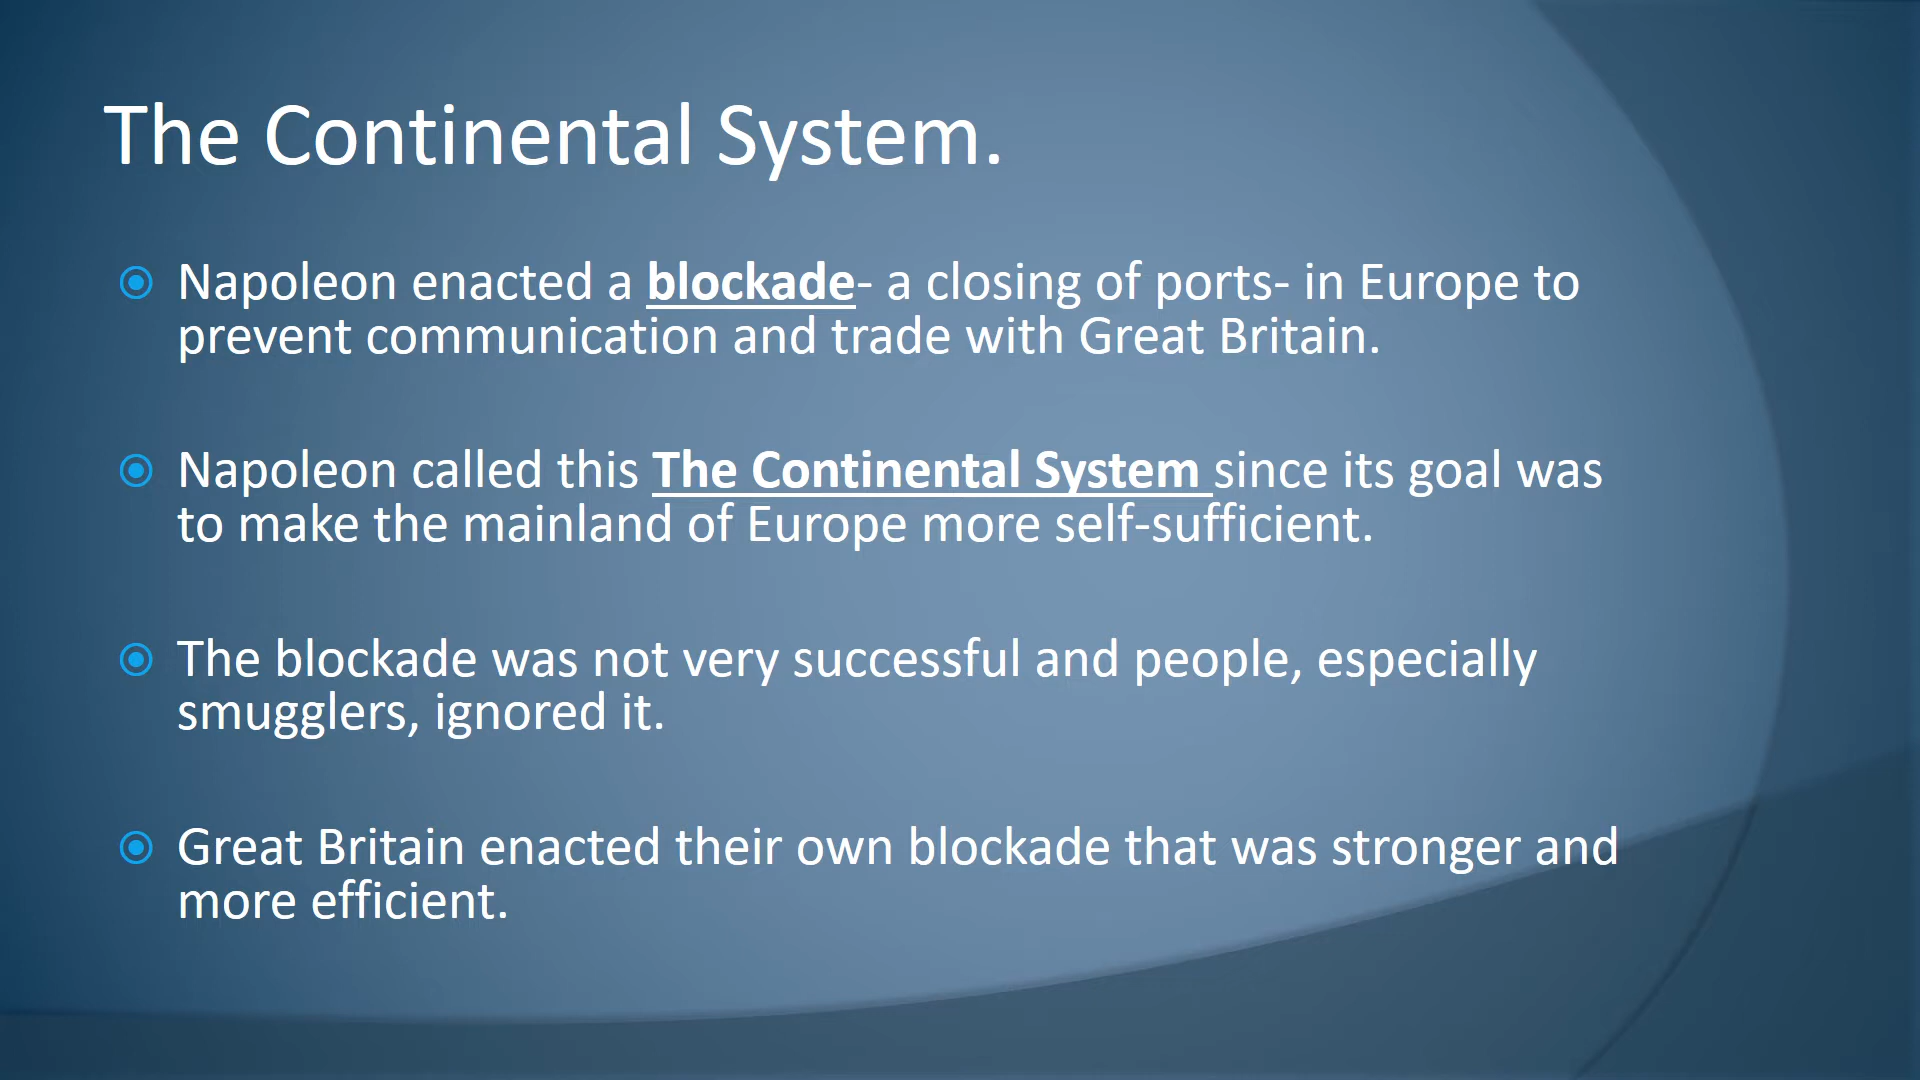 The Continental System.
Napoleon enacted a blockade- a closing of ports- in Europe to
prevent communication and trade with Great Britain.
Napoleon called this The Continental System since its goal was
to make the mainland of Europe more self-sufficient.
The blockade was not very successful and people, especially
smugglers, ignored it.
Great Britain enacted their own blockade that was stronger and
more efficient.